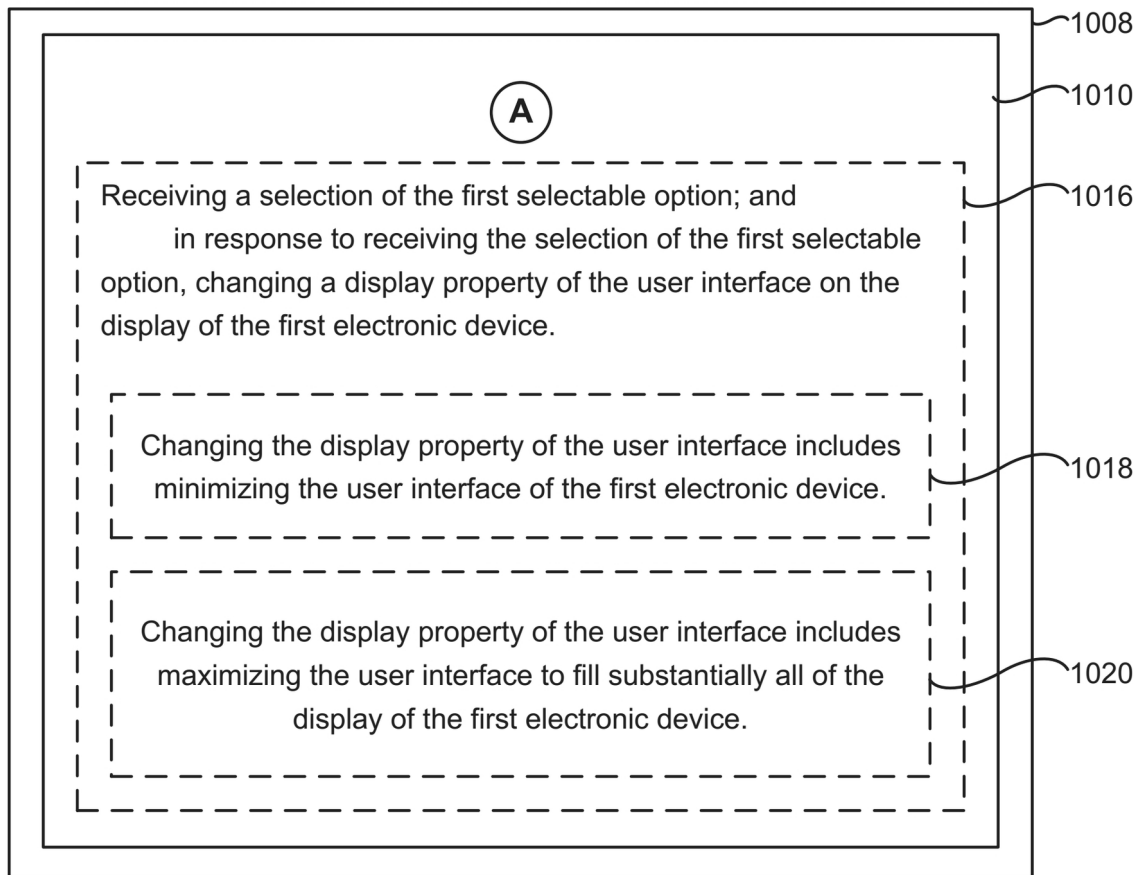 1008
1010
A
Receiving a selection of the first selectable option; and
1016
in response to receiving the selection of the first selectable
option, changing a display property of the user interface on the
display of the first electronic device.
Changing the display property of the user interface includes
minimizing the user interface of the first electronic device.
1018
Changing the display property of the user interface includes
maximizing the user interface to fill substantially all of the
display of the first electronic device.
1020